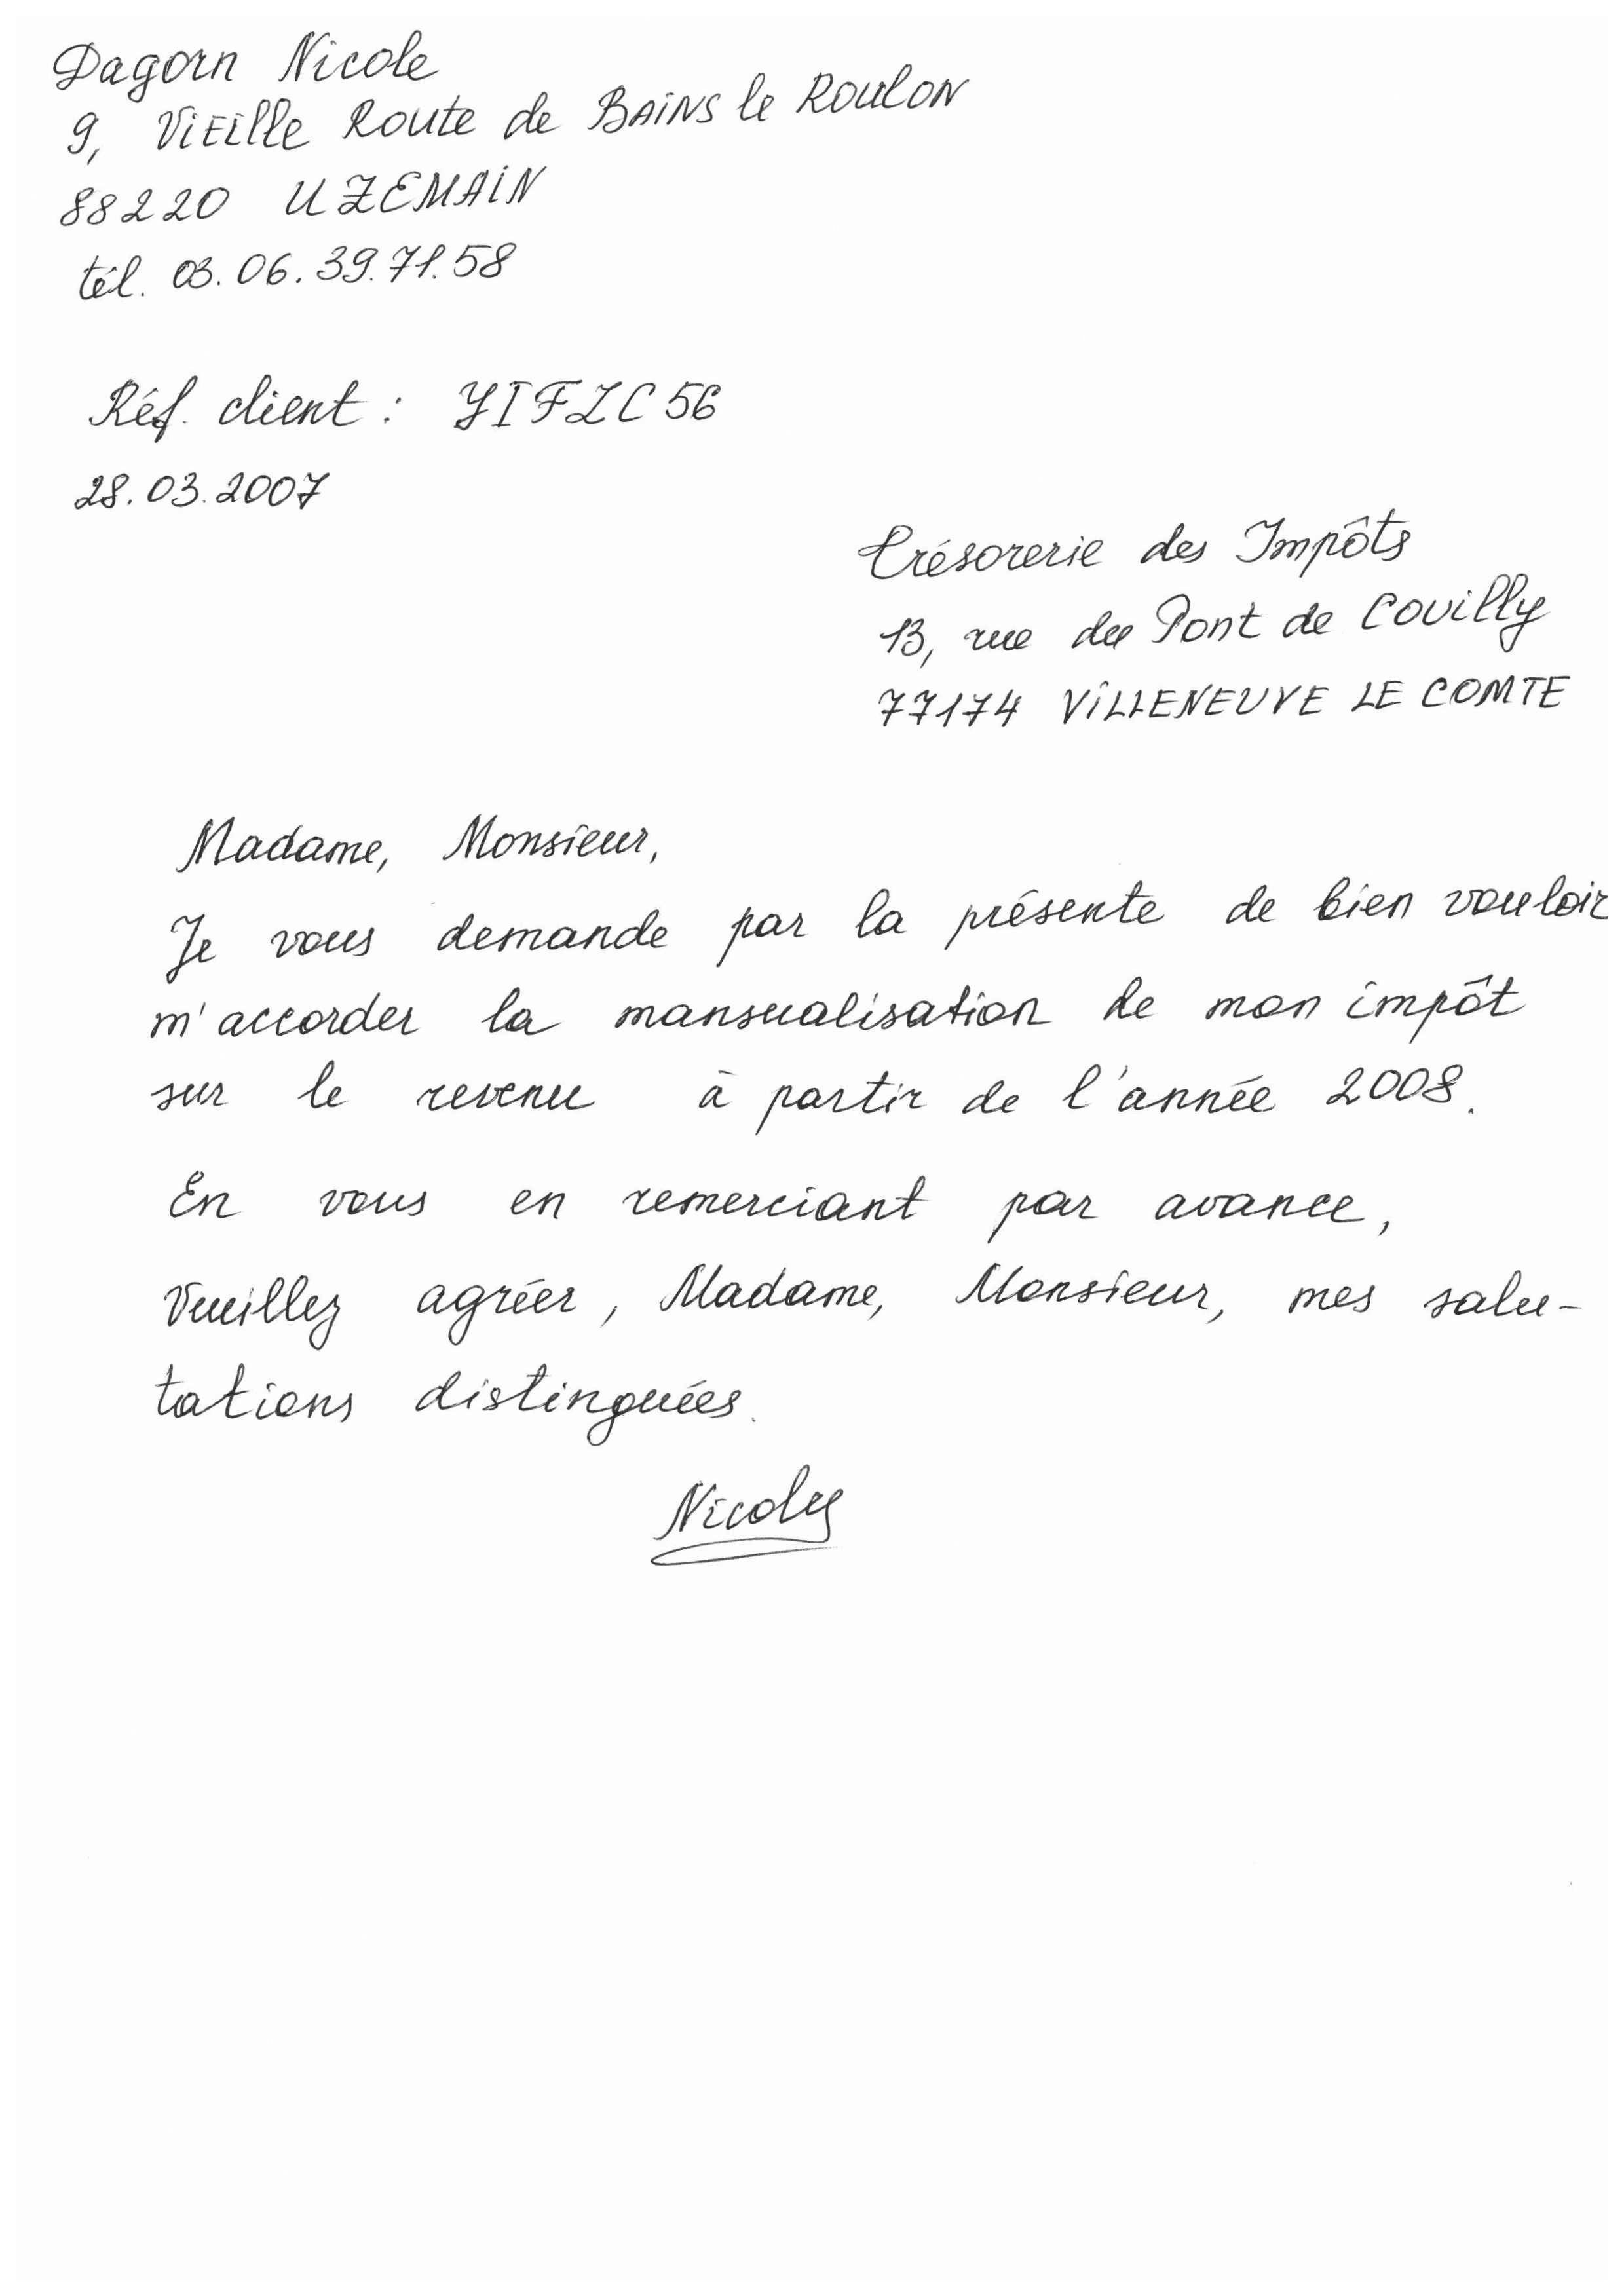 Dagorn Nicole
9, Vieille Route de BAINS le Roulon
88220 UZEMAIN
tél. 03.06.39.71.58
Réf. client : YIFZC56
28.03.2007
Trésorerie des Impôts
13, rue du Pont de Couilly
77174 VILLENEUVE LE COMTE
Madame, Monsieur,
Je vous demande par la présente de bien vouloir
m'accorder la mansualisation de mon impôt
sur le revenu à partir de l'année 2008.
En vous en remerciant par avance,
Veuillez agréer, Madame, Monsieur, mes salu-
tations distinguées.